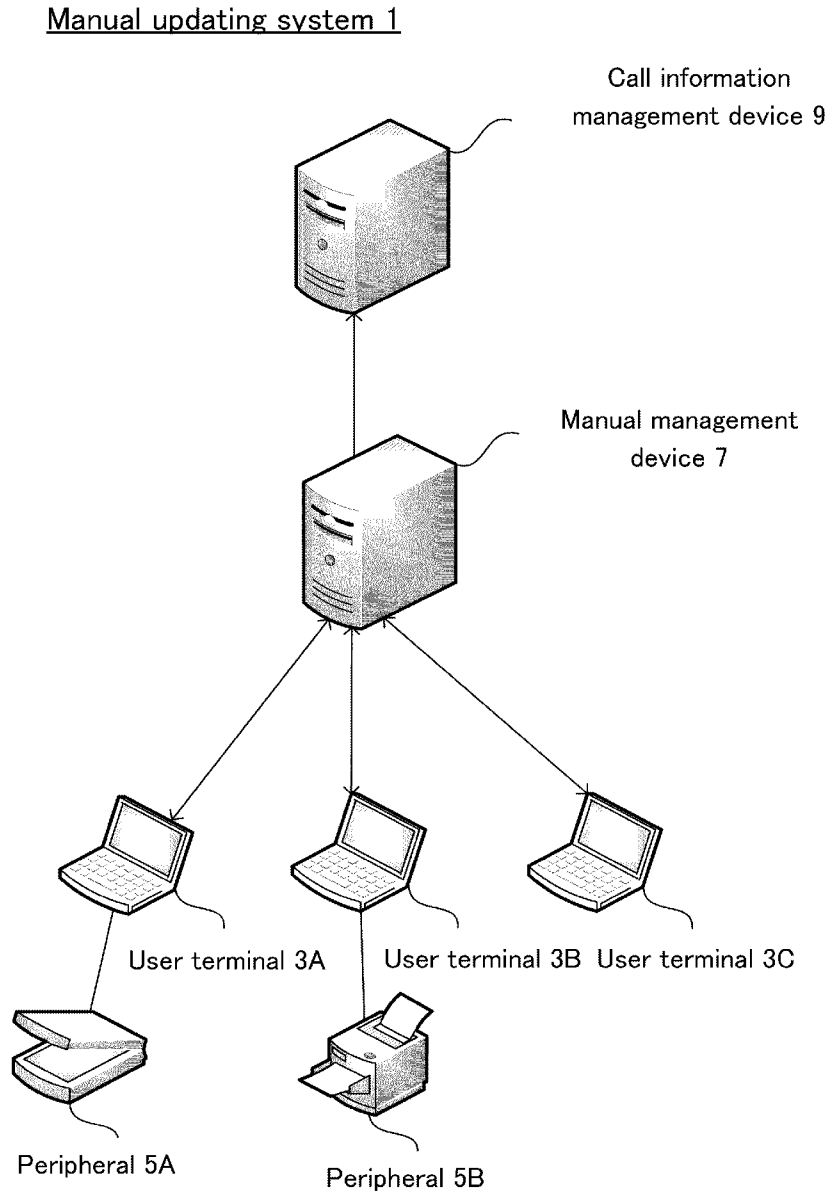 Manual updating system 1
Call information
management device 9
Manual management
device 7
User terminal 3A
User terminal 3B
User terminal 3C
Peripheral 5A
Peripheral 5B